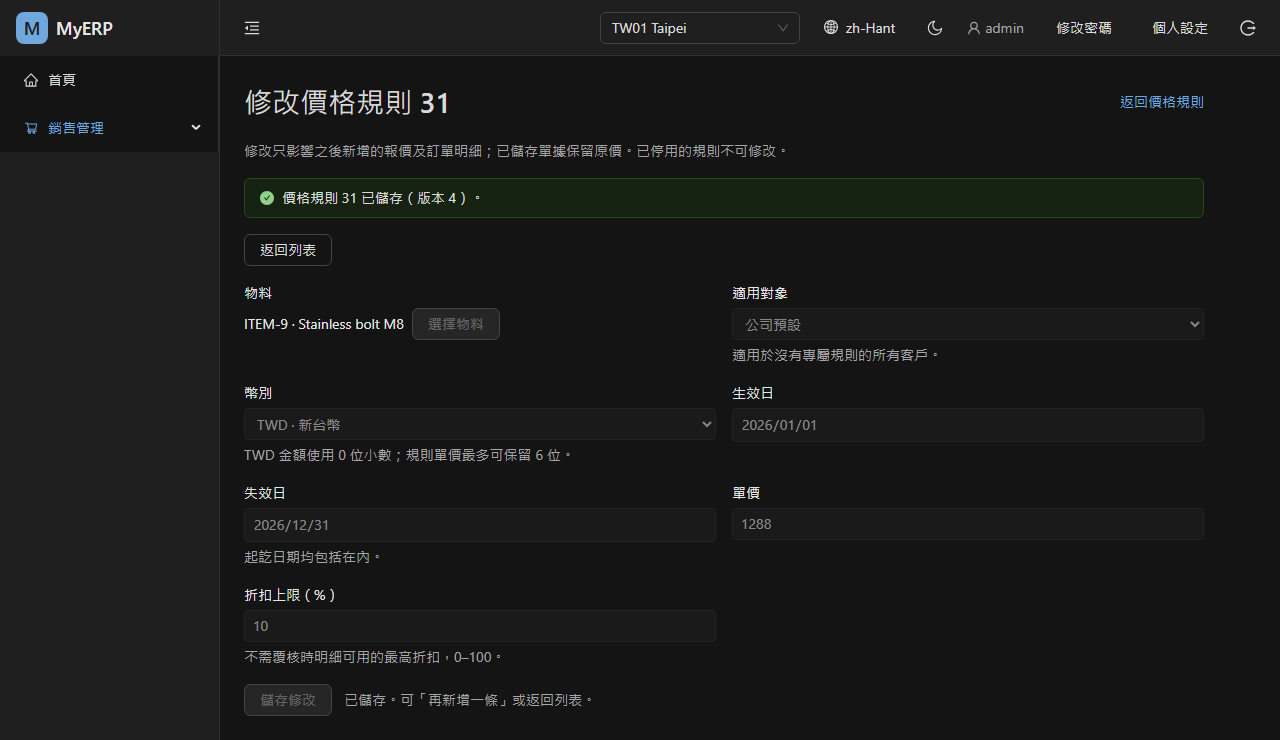 M MyERP
TW01 Taipei
zh-Hant
admin
修改密碼
個人設定
首頁
銷售管理
修改價格規則 31
返回價格規則
修改只影響之後新增的報價及訂單明細；已儲存單據保留原價。已停用的規則不可修改。
價格規則 31 已儲存（版本 4）。
返回列表
物料
ITEM-9 · Stainless bolt M8
選擇物料
適用對象
公司預設
適用於沒有專屬規則的所有客戶。
幣別
TWD · 新台幣
TWD 金額使用 0 位小數；規則單價最多可保留 6 位。
生效日
2026/01/01
失效日
2026/12/31
起訖日期均包括在內。
單價
1288
折扣上限（%）
10
不需覆核時明細可用的最高折扣，0–100。
儲存修改
已儲存。可「再新增一條」或返回列表。